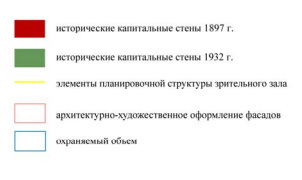 исторические капитальные стены 1897 г.
исторические капитальные стены 1932 г.
элементы планировочной структуры зрительного зала
архитектурно-художественное оформление фасадов
охраняемый объем